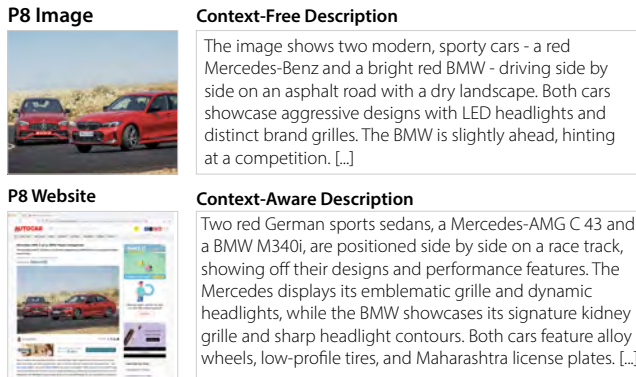 P8 Image
Context-Free Description
The image shows two modern, sporty cars - a red
Mercedes-Benz and a bright red BMW - driving side by
side on an asphalt road with a dry landscape. Both cars
showcase aggressive designs with LED headlights and
distinct brand grilles. The BMW is slightly ahead, hinting
at a competition. [...]
P8 Website
Context-Aware Description
Two red German sports sedans, a Mercedes-AMG C 43 and
a BMW M340i, are positioned side by side on a race track,
showing off their designs and performance features. The
Mercedes displays its emblematic grille and dynamic
headlights, while the BMW showcases its signature kidney
grille and sharp headlight contours. Both cars feature alloy
wheels, low-profile tires, and Maharashtra license plates. [...]
AUTOCAR